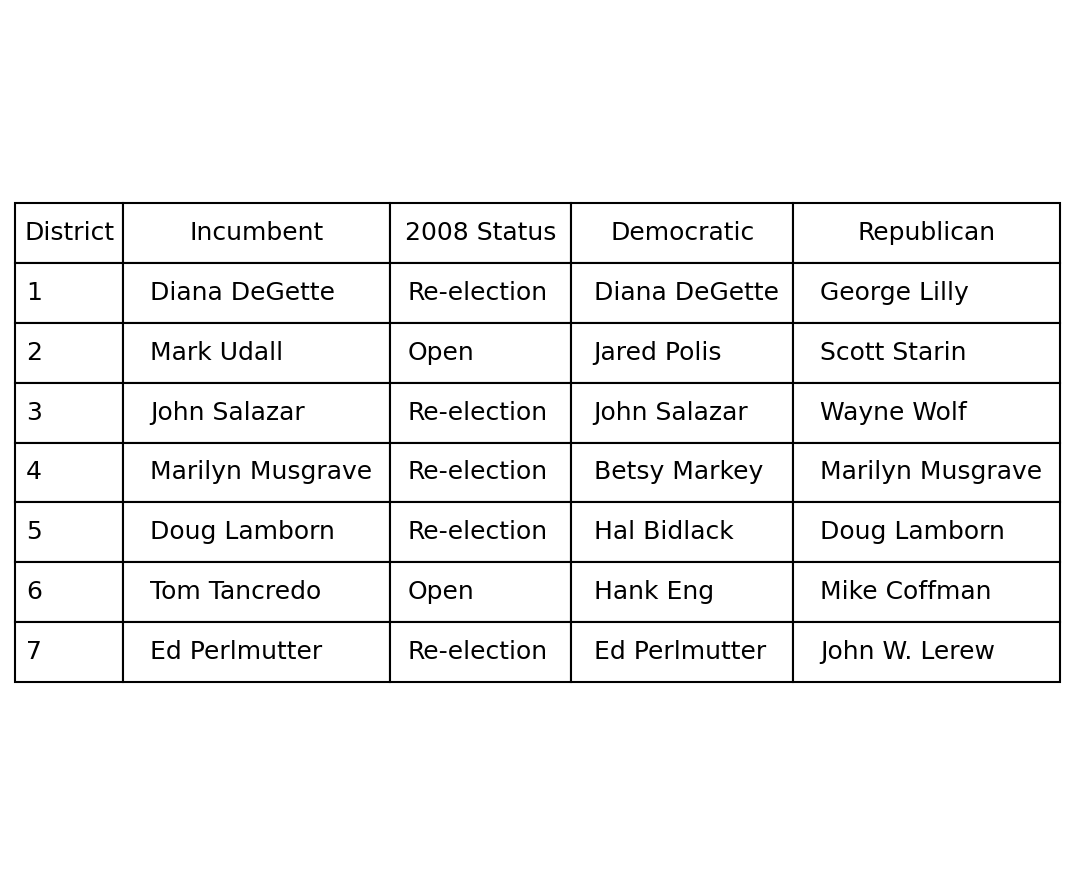 District Incumbent 2008 Status Democratic Republican
1 Diana DeGette Re-election Diana DeGette George Lilly
2 Mark Udall Open Jared Polis Scott Starin
3 John Salazar Re-election John Salazar Wayne Wolf
4 Marilyn Musgrave Re-election Betsy Markey Marilyn Musgrave
5 Doug Lamborn Re-election Hal Bidlack Doug Lamborn
6 Tom Tancredo Open Hank Eng Mike Coffman
7 Ed Perlmutter Re-election Ed Perlmutter John W. Lerew